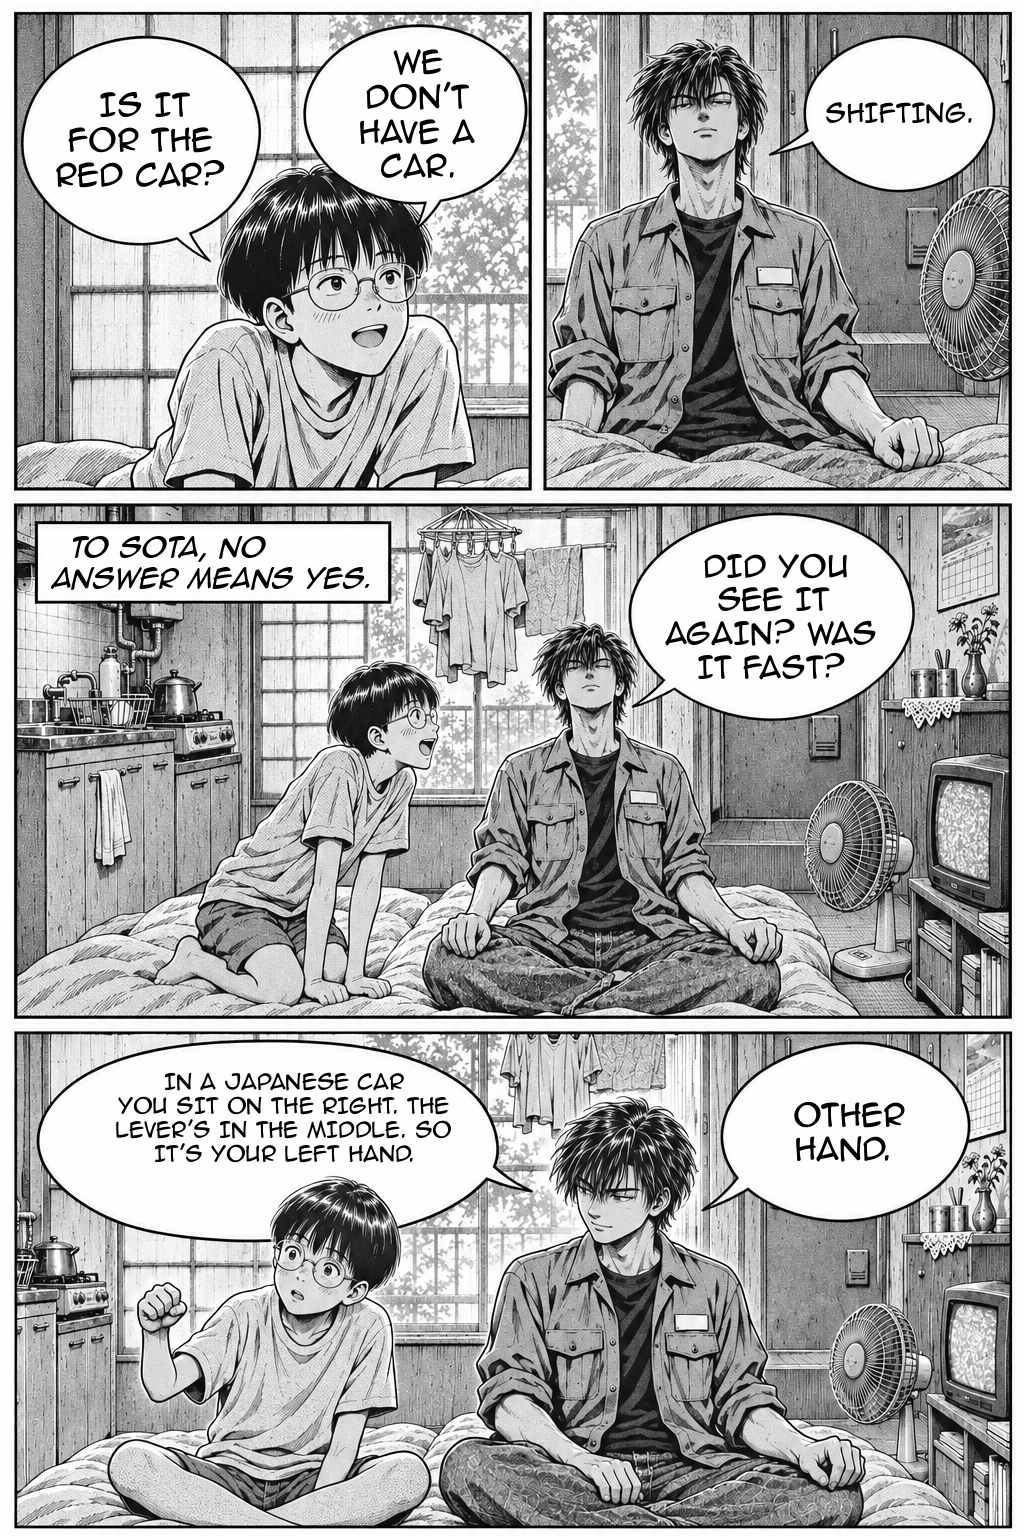 SHIFTING.
WE
DON'T
HAVE A
CAR.
IS IT
FOR THE
RED CAR?
DID YOU
SEE IT
AGAIN? WAS
IT FAST?
TO SOTA, NO
ANSWER MEANS YES.
OTHER
HAND.
IN A JAPANESE CAR
YOU SIT ON THE RIGHT. THE
LEVER'S IN THE MIDDLE. SO
IT'S YOUR LEFT HAND.